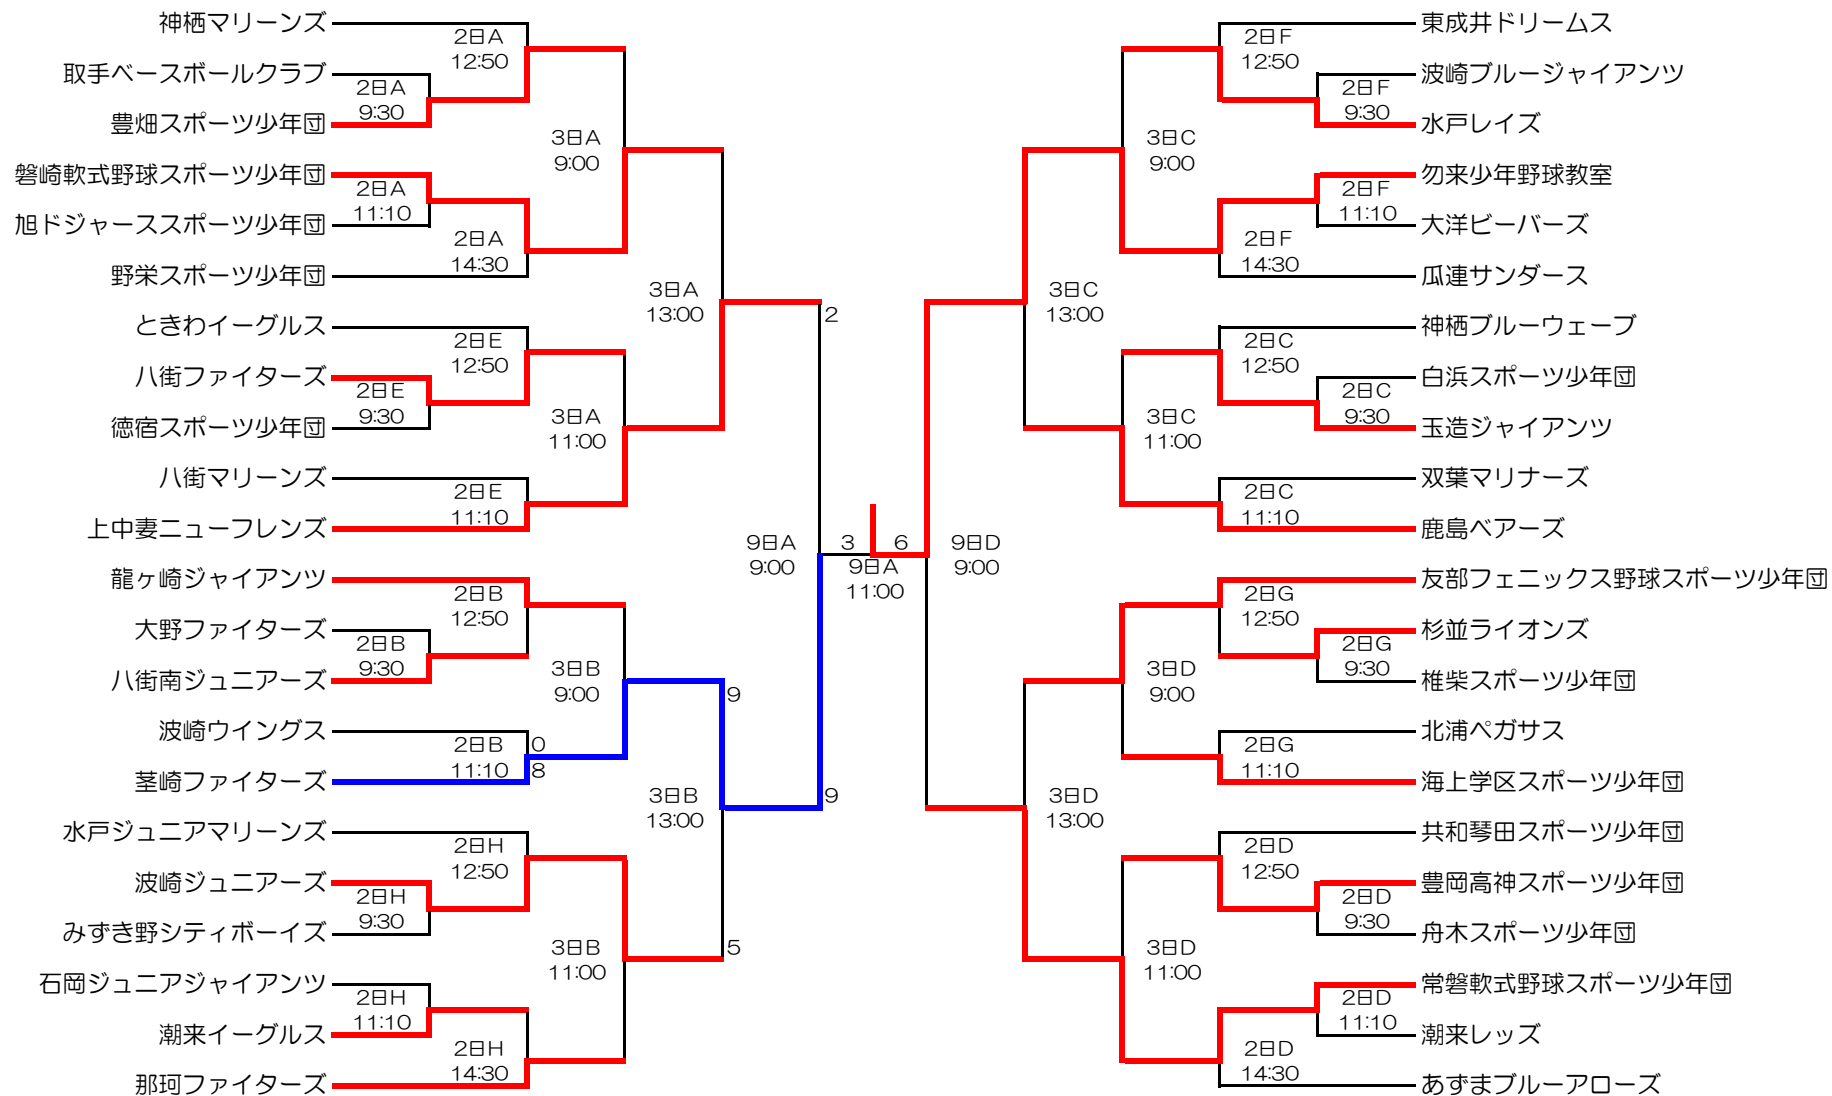 神栖マリーンズ
2日A
12:50
取手ベースボールクラブ
2日A
9:30
豊畑スポーツ少年団
3日A
9:00
磐崎軟式野球スポーツ少年団
2日A
11:10
旭ドジャーススポーツ少年団
2日A
14:30
野栄スポーツ少年団
3日A
13:00
2
ときわイーグルス
2日E
12:50
八街ファイターズ
2日E
9:30
徳宿スポーツ少年団
3日A
11:00
八街マリーンズ
2日E
11:10
上中妻ニューフレンズ
9日A
9:00
3
6
9日A
11:00
龍ヶ崎ジャイアンツ
2日B
12:50
大野ファイターズ
2日B
9:30
八街南ジュニアーズ
3日B
9:00
9
波崎ウイングス
2日B
11:10
0
8
茎崎ファイターズ
3日B
13:00
9
水戸ジュニアマリーンズ
2日H
12:50
波崎ジュニアーズ
2日H
9:30
みずき野シティボーイズ
3日B
11:00
5
石岡ジュニアジャイアンツ
2日H
11:10
潮来イーグルス
2日H
14:30
那珂ファイターズ
東成井ドリームス
2日F
12:50
波崎ブルージャイアンツ
2日F
9:30
水戸レイズ
3日C
9:00
勿来少年野球教室
2日F
11:10
大洋ビーバーズ
2日F
14:30
瓜連サンダース
3日C
13:00
神栖ブルーウェーブ
2日C
12:50
白浜スポーツ少年団
2日C
9:30
玉造ジャイアンツ
3日C
11:00
双葉マリナーズ
2日C
11:10
鹿島ベアーズ
9日D
9:00
友部フェニックス野球スポーツ少年団
2日G
12:50
杉並ライオンズ
2日G
9:30
椎柴スポーツ少年団
3日D
9:00
北浦ペガサス
2日G
11:10
海上学区スポーツ少年団
3日D
13:00
共和琴田スポーツ少年団
2日D
12:50
豊岡高神スポーツ少年団
2日D
9:30
舟木スポーツ少年団
3日D
11:00
常磐軟式野球スポーツ少年団
2日D
11:10
潮来レッズ
2日D
14:30
あずまブルーアローズ